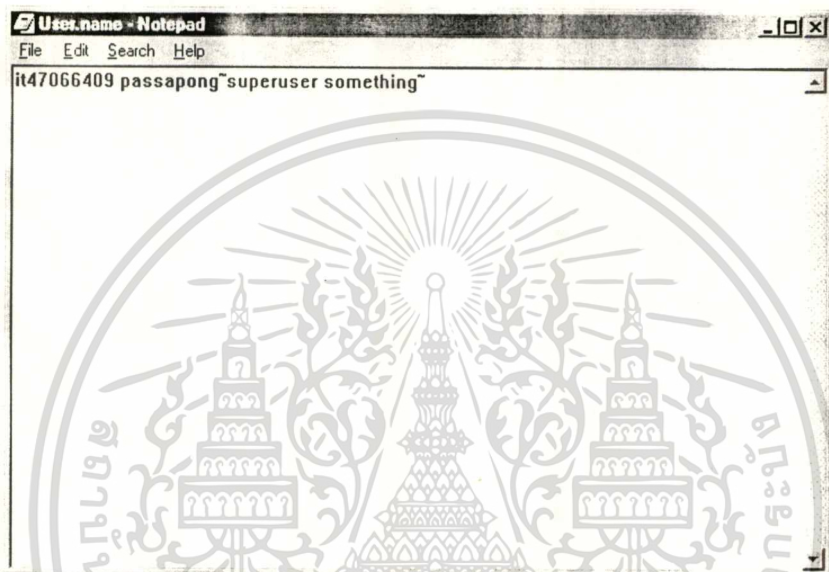 User.name - Notepad
File Edit Search Help
it47066409 passapong~superuser something~